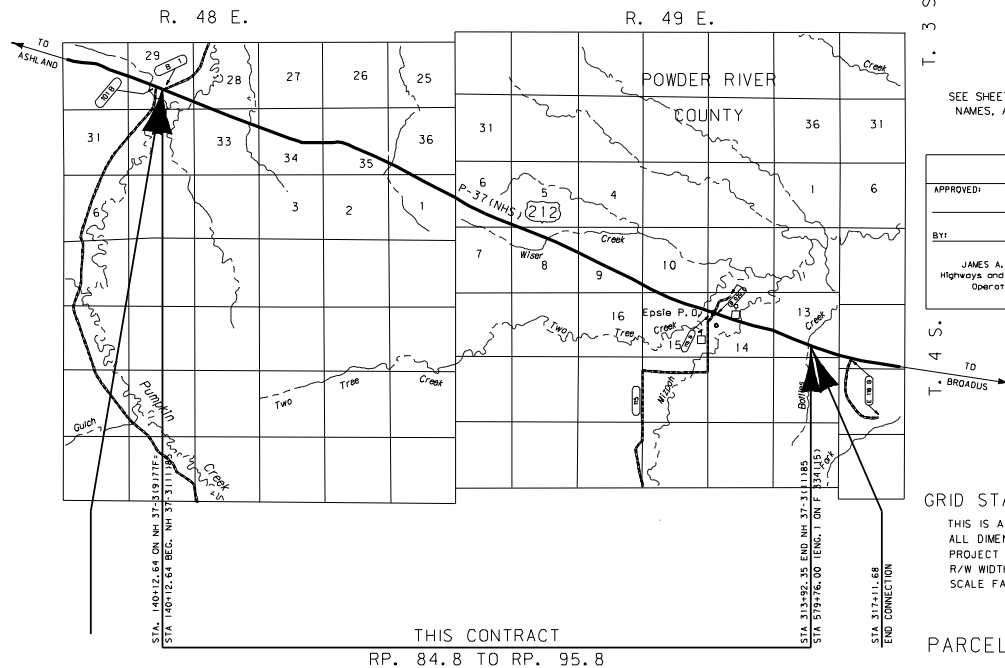 R. 48 E.
R. 49 E.
T. 3 S
TO
ASHLAND
29
28
27
26
25
31
33
34
35
36
6
3
2
1
POWDER RIVER
COUNTY
Creek
31
36
31
6
5
4
1
6
P-37(NHS)
212
7
8
9
10
Wiser
Creek
16
Epsie P.O.
13
15
14
Two
Tree
Creek
Creek
Two
Tree
Creek
Mizpah
TO
BROADUS
T. 4 S.
Pumpkin
Creek
Gulch
Fork
SEE SHEET
NAMES, A
APPROVED:
BY:
JAMES A.
Highways and
Operat
GRID STA
THIS IS A
ALL DIMEN
PROJECT
R/W WIDTH
SCALE FA
STA. 140+12.64 ON NH 37-3(9)77F=
STA 140+12.64 BEG. NH 37-3(11)85
STA 313+92.35 END NH 37-3(11)85
STA 579+76.00 (ENG.) ON F 334(15)
STA 317+11.68
END CONNECTION
THIS CONTRACT
RP. 84.8 TO RP. 95.8
PARCEL